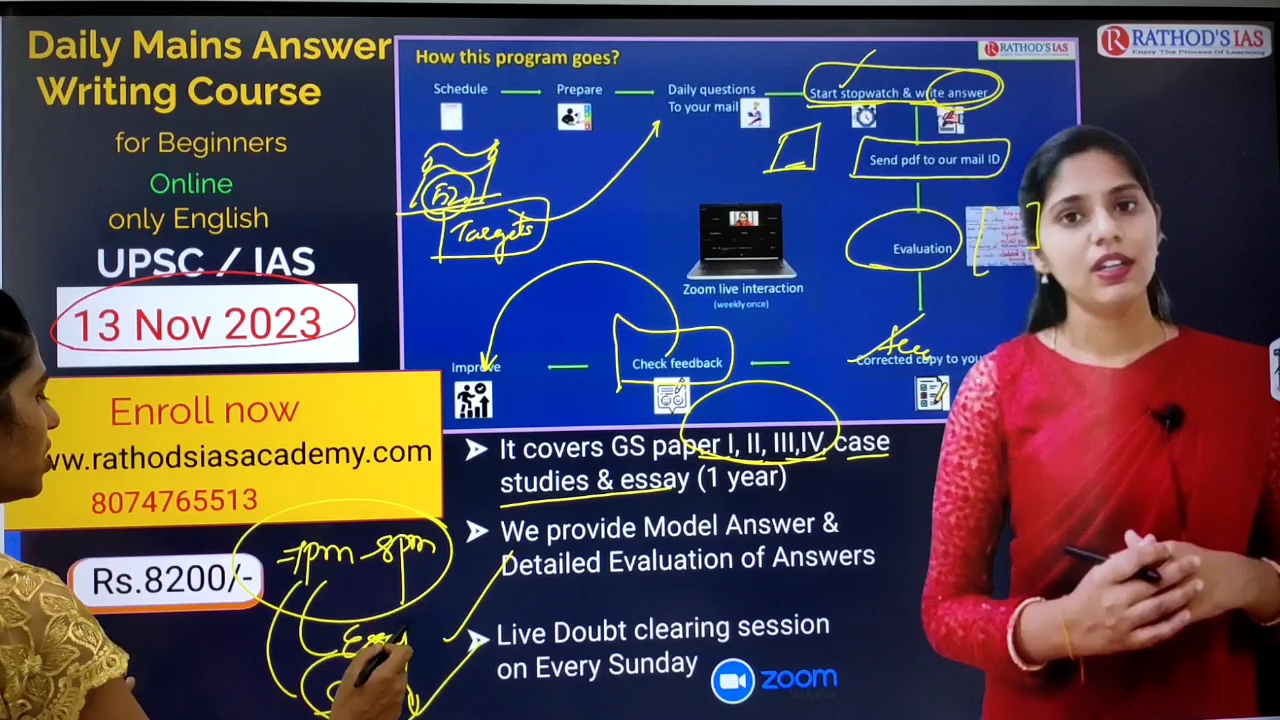 Daily Mains Answer
Writing Course
for Beginners
Online
only English
UPSC / IAS
13 Nov 2023
Enroll now
ww.rathodsiasacademy.com
8074765513
Rs.8200/-
7pm - 8pm
Essay
How this program goes?
RATHOD'S IAS
Schedule
Prepare
Daily questions
To your mail
Start stopwatch & write answer
Send pdf to our mail ID
52
Targets
Evaluation
Zoom live interaction
(weekly once)
Corrected copy to you
Check feedback
Improve
It covers GS paper I, II, III,IV, case
studies & essay (1 year)
We provide Model Answer &
Detailed Evaluation of Answers
Live Doubt clearing session
on Every Sunday
zoom
RATHOD'S IAS
Enjoy The Process Of Learning